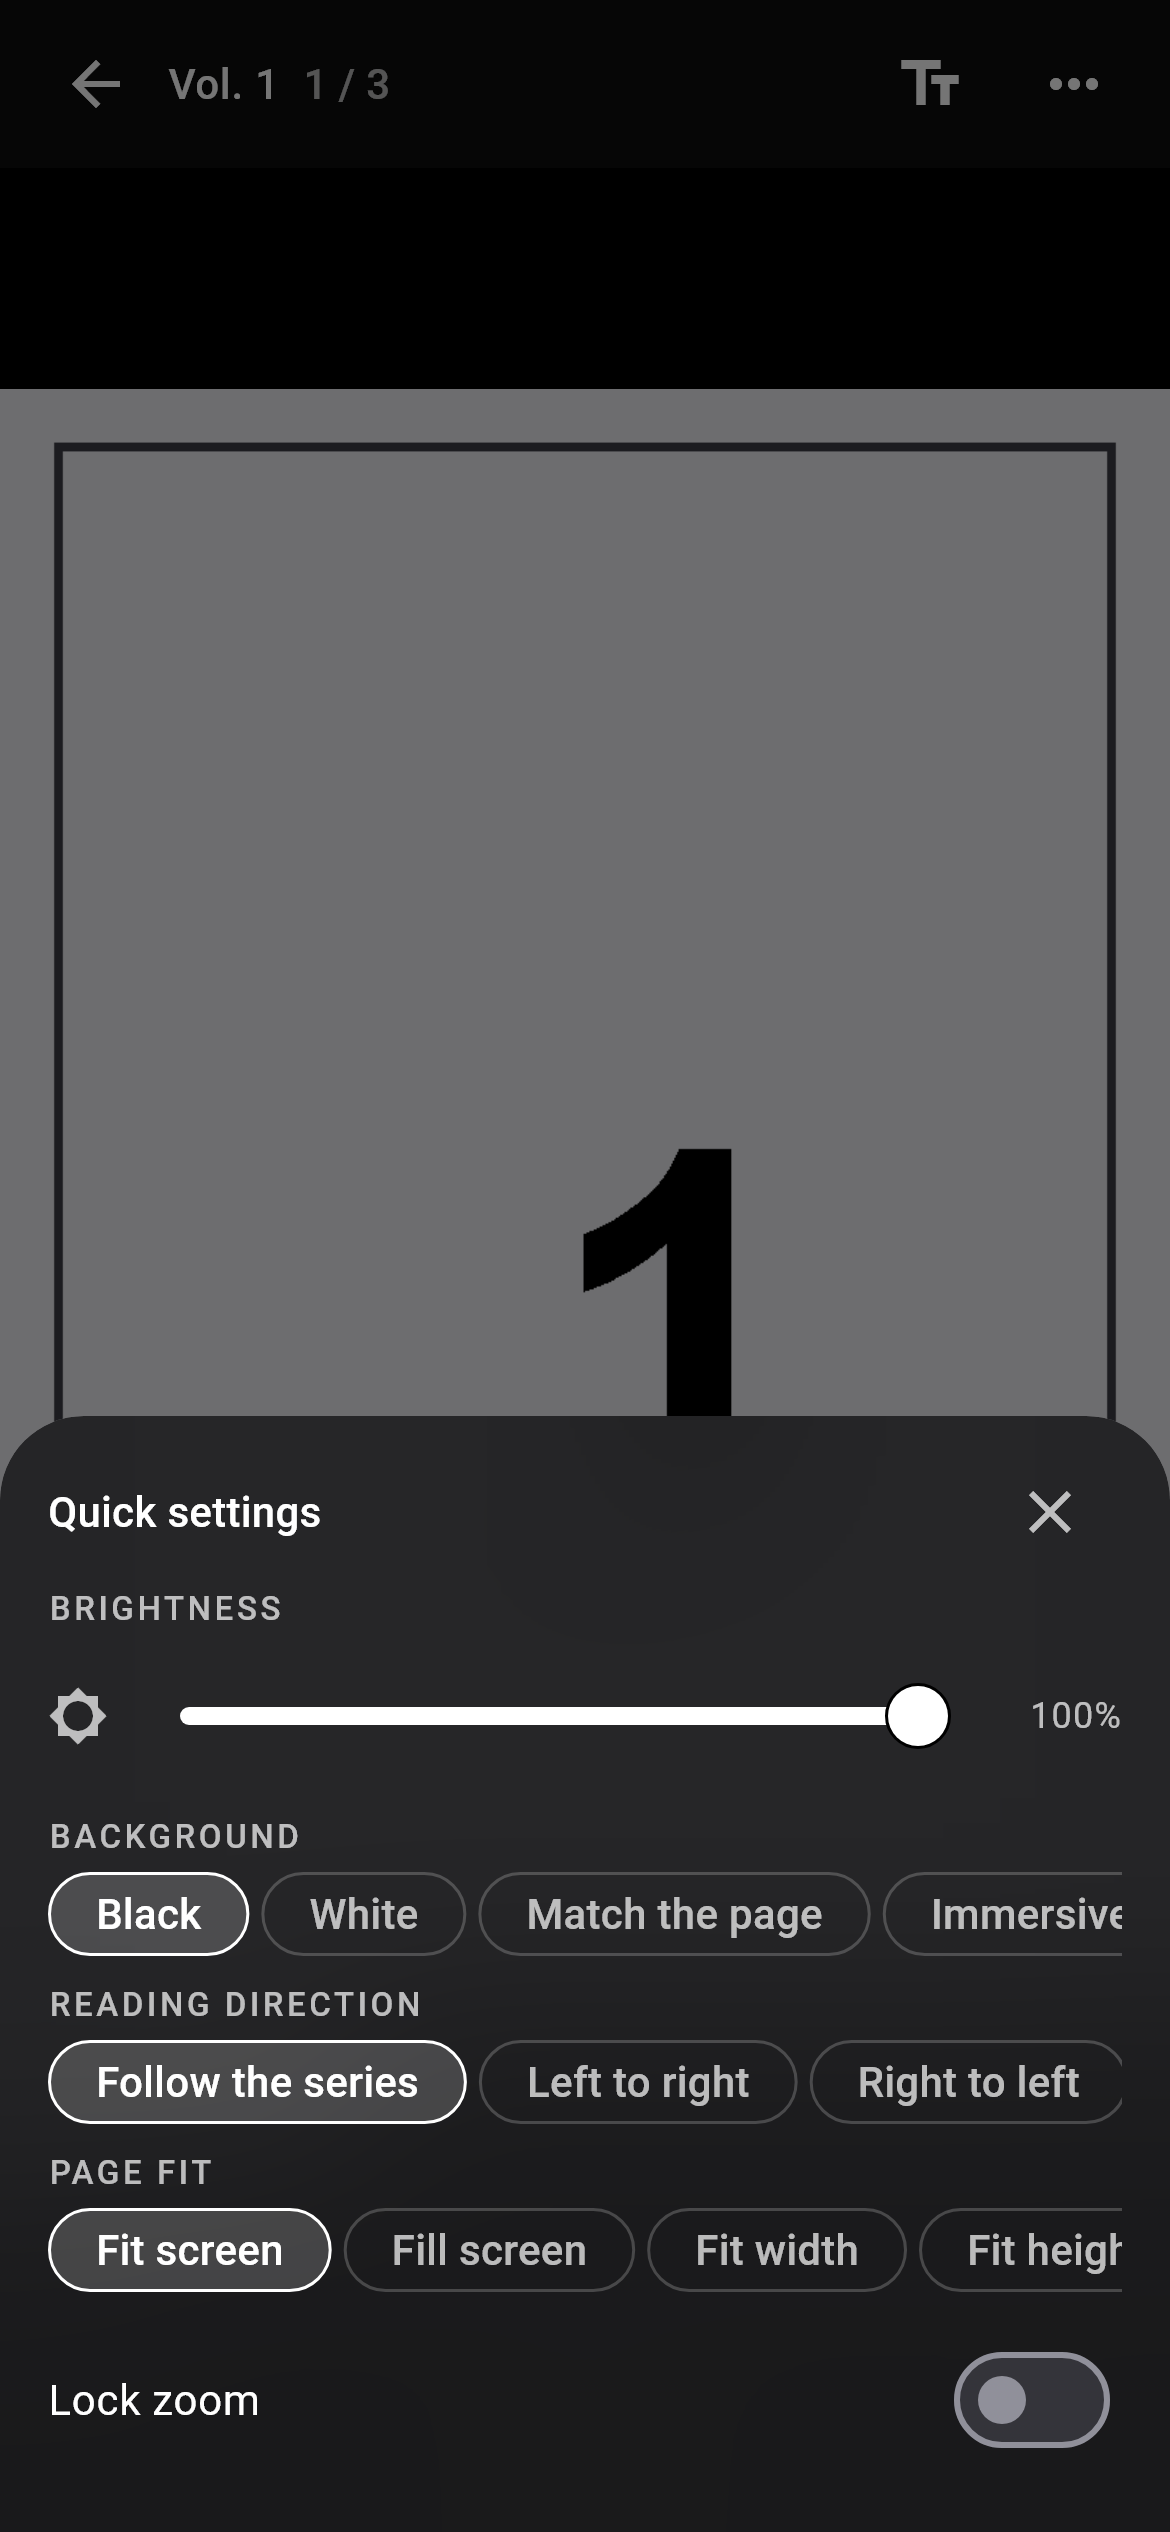 Vol. 1 1 / 3
1
Quick settings
BRIGHTNESS
100%
BACKGROUND
Black White Match the page Immersive
READING DIRECTION
Follow the series Left to right Right to left
PAGE FIT
Fit screen Fill screen Fit width Fit heigh
Lock zoom